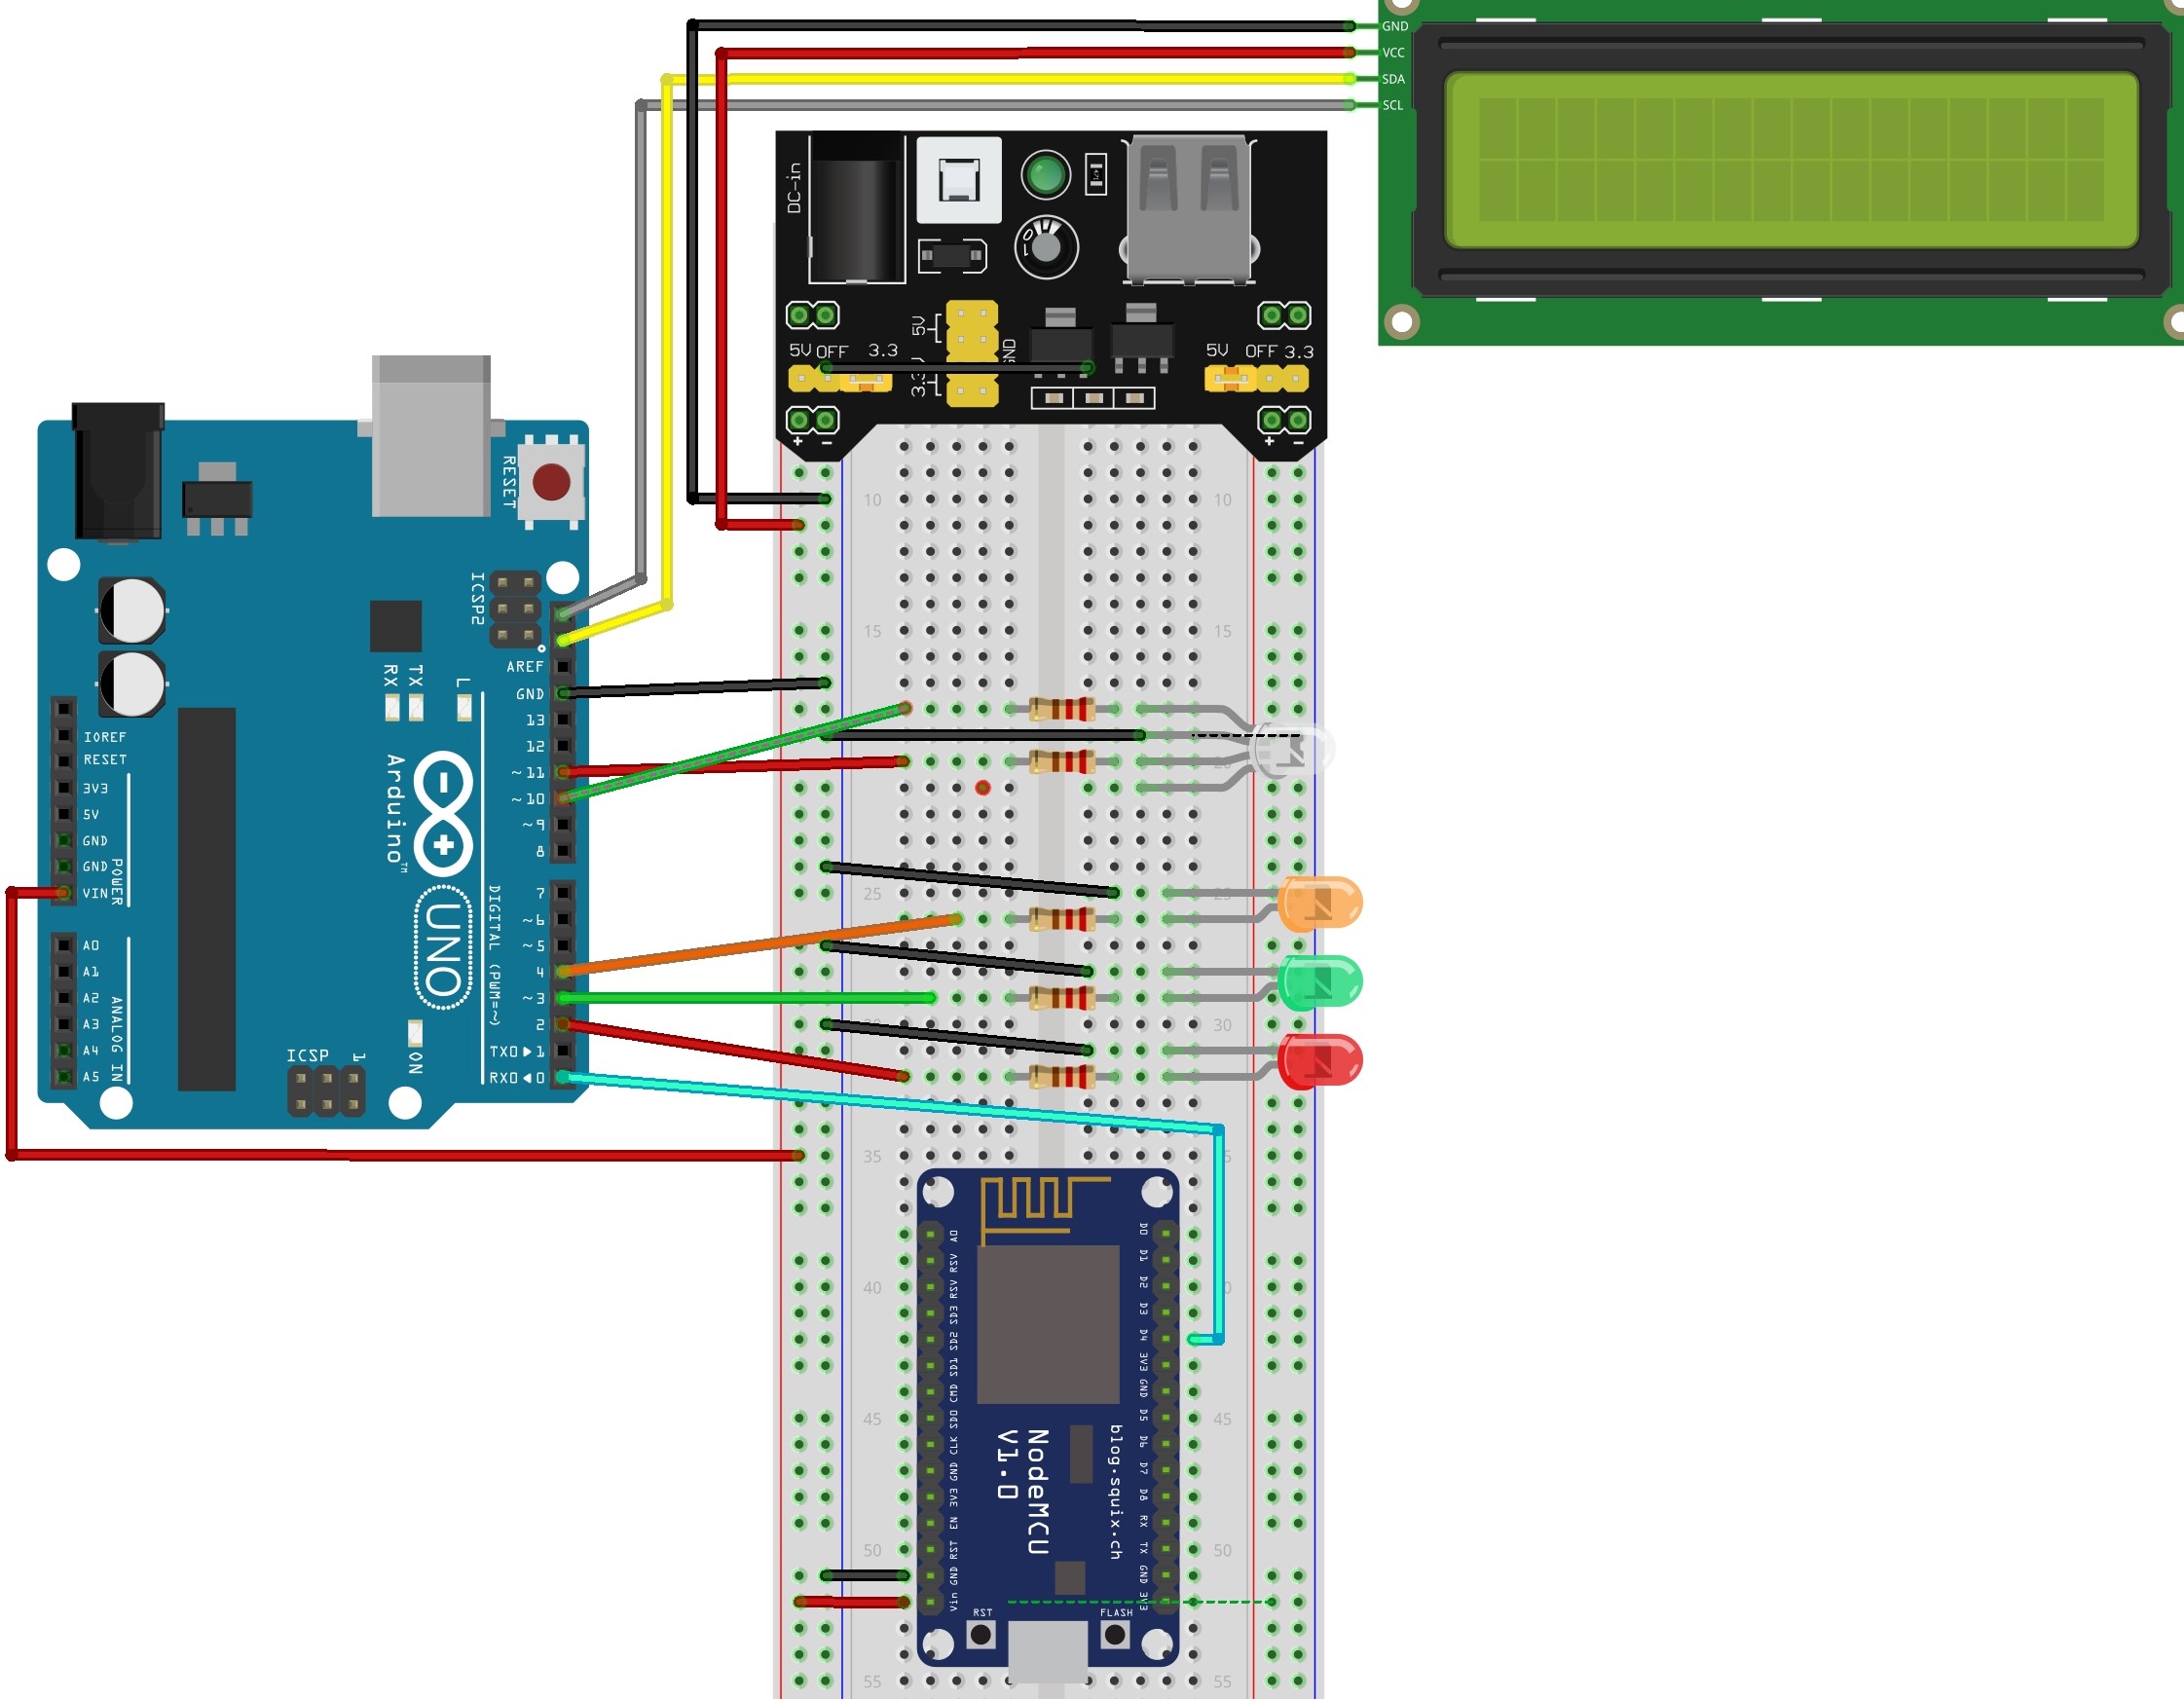 GND
VCC
SDA
SCL
DC-in
5V
GND
5V OFF 3.3
3.3V
5V OFF 3.3
+ -
+ -
RESET
ICSP2
AREF
GND
13
12
~11
~10
~9
8
7
~6
~5
4
~3
2
TX0▶1
RX0◀0
RX
TX
L
Arduino™
UNO
DIGITAL (PWM=~)
IOREF
RESET
3V3
5V
GND
GND
VIN
POWER
A0
A1
A2
A3
A4
A5
ANALOG IN
ICSP
1
ON
10 10
15 15
25 25
30 30
35
40
45 45
50 50
55 55
A0
RSV
RSV
SD3
SD2
SD1
CMD
SD0
CLK
GND
3V3
EN
RST
GND
Vin
D0
D1
D2
D3
D4
3V3
GND
D5
D6
D7
D8
RX
TX
GND
3V3
NodeMCU
V1.0
blog.squix.ch
RST
FLASH